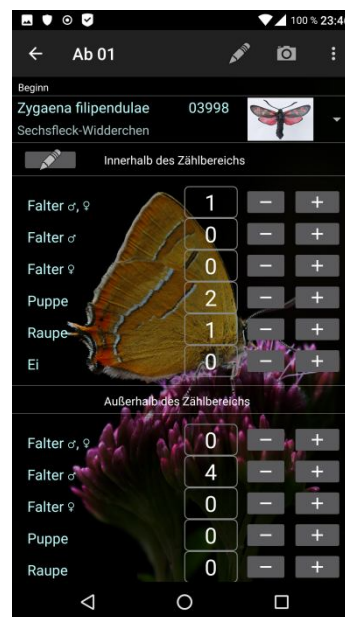 100 % 23:46
Ab 01
Beginn
Zygaena filipendulae 03998
Sechsfleck-Widderchen
Innerhalb des Zählbereichs
Falter ♂, ♀ 1 − +
Falter ♂ 0 − +
Falter ♀ 0 − +
Puppe 2 − +
Raupe 1 − +
Ei 0 − +
Außerhalb des Zählbereichs
Falter ♂, ♀ 0 − +
Falter ♂ 4 − +
Falter ♀ 0 − +
Puppe 0 − +
Raupe 0 − +